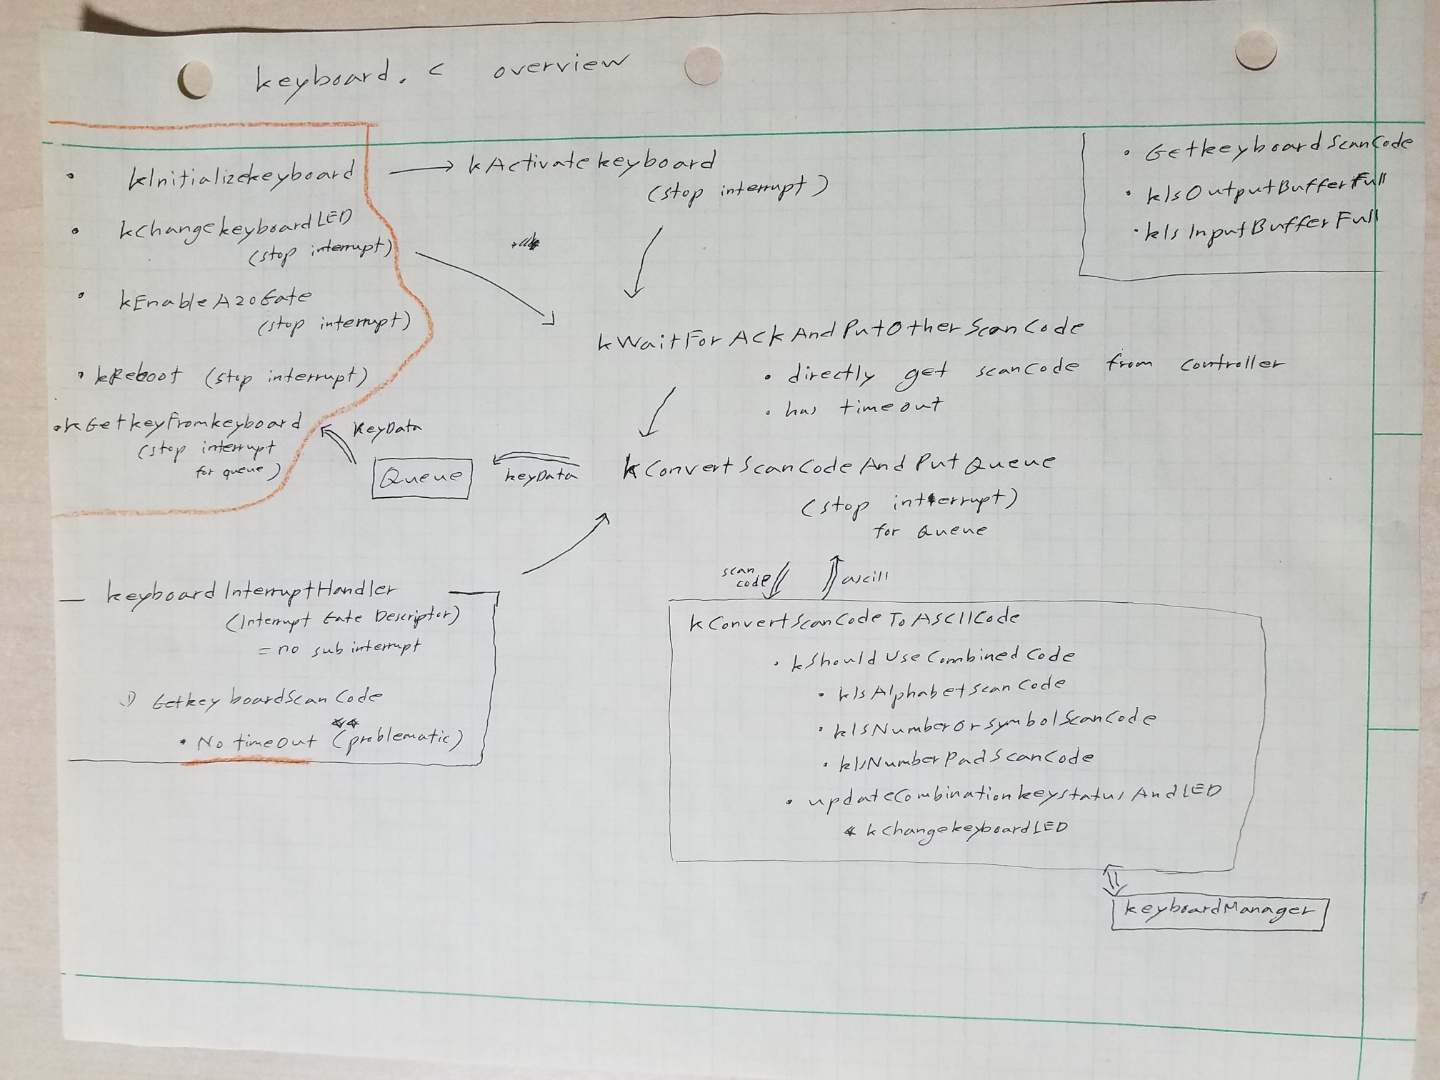 keyboard.c overview
• kInitializekeyboard
kActivatekeyboard
(stop interrupt)
• GetkeyboardScanCode
• kIsOutputBufferFull
• kIsInputBufferFull
• kChangekeyboardLED
(stop interrupt)
• kEnableA20Gate
(stop interrupt)
• kReboot (stop interrupt)
• kGetkeyFromkeyboard
(stop interrupt
for queue)
KeyData
Queue
keyData
kWaitForAckAndPutOtherScanCode
• directly get scancode from controller
• has timeout
kConvertScanCodeAndPutQueue
(stop interrupt)
for Queue
scan
code
ascill
keyboardInterruptHandler
(Interrupt Gate Descriptor)
= no sub interrupt
1) GetkeyboardScanCode
• No timeout (problematic)
kConvertScanCodeToASCIICode
• kShouldUseCombinedCode
• kIsAlphabetScanCode
• kIsNumberOrSymbolScanCode
• kIsNumberPadScanCode
• updateCombinationkeystatusAndLED
* kChangekeyboardLED
keyboardManager